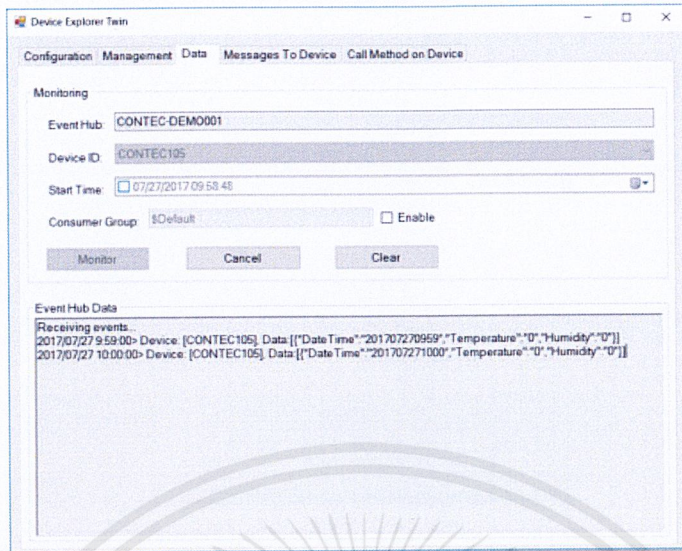 Device Explorer Twin
Configuration Management Data Messages To Device Call Method on Device
Monitoring
Event Hub: CONTEC-DEMO001
Device ID: CONTEC105
Start Time: 07/27/2017 09:58:48
Consumer Group: $Default Enable
Monitor Cancel Clear
Event Hub Data
Receiving events...
2017/07/27 9:59:00> Device: [CONTEC105], Data:[{"DateTime":"201707270959","Temperature":"0","Humidity":"0"}]
2017/07/27 10:00:00> Device: [CONTEC105], Data:[{"DateTime":"201707271000","Temperature":"0","Humidity":"0"}]